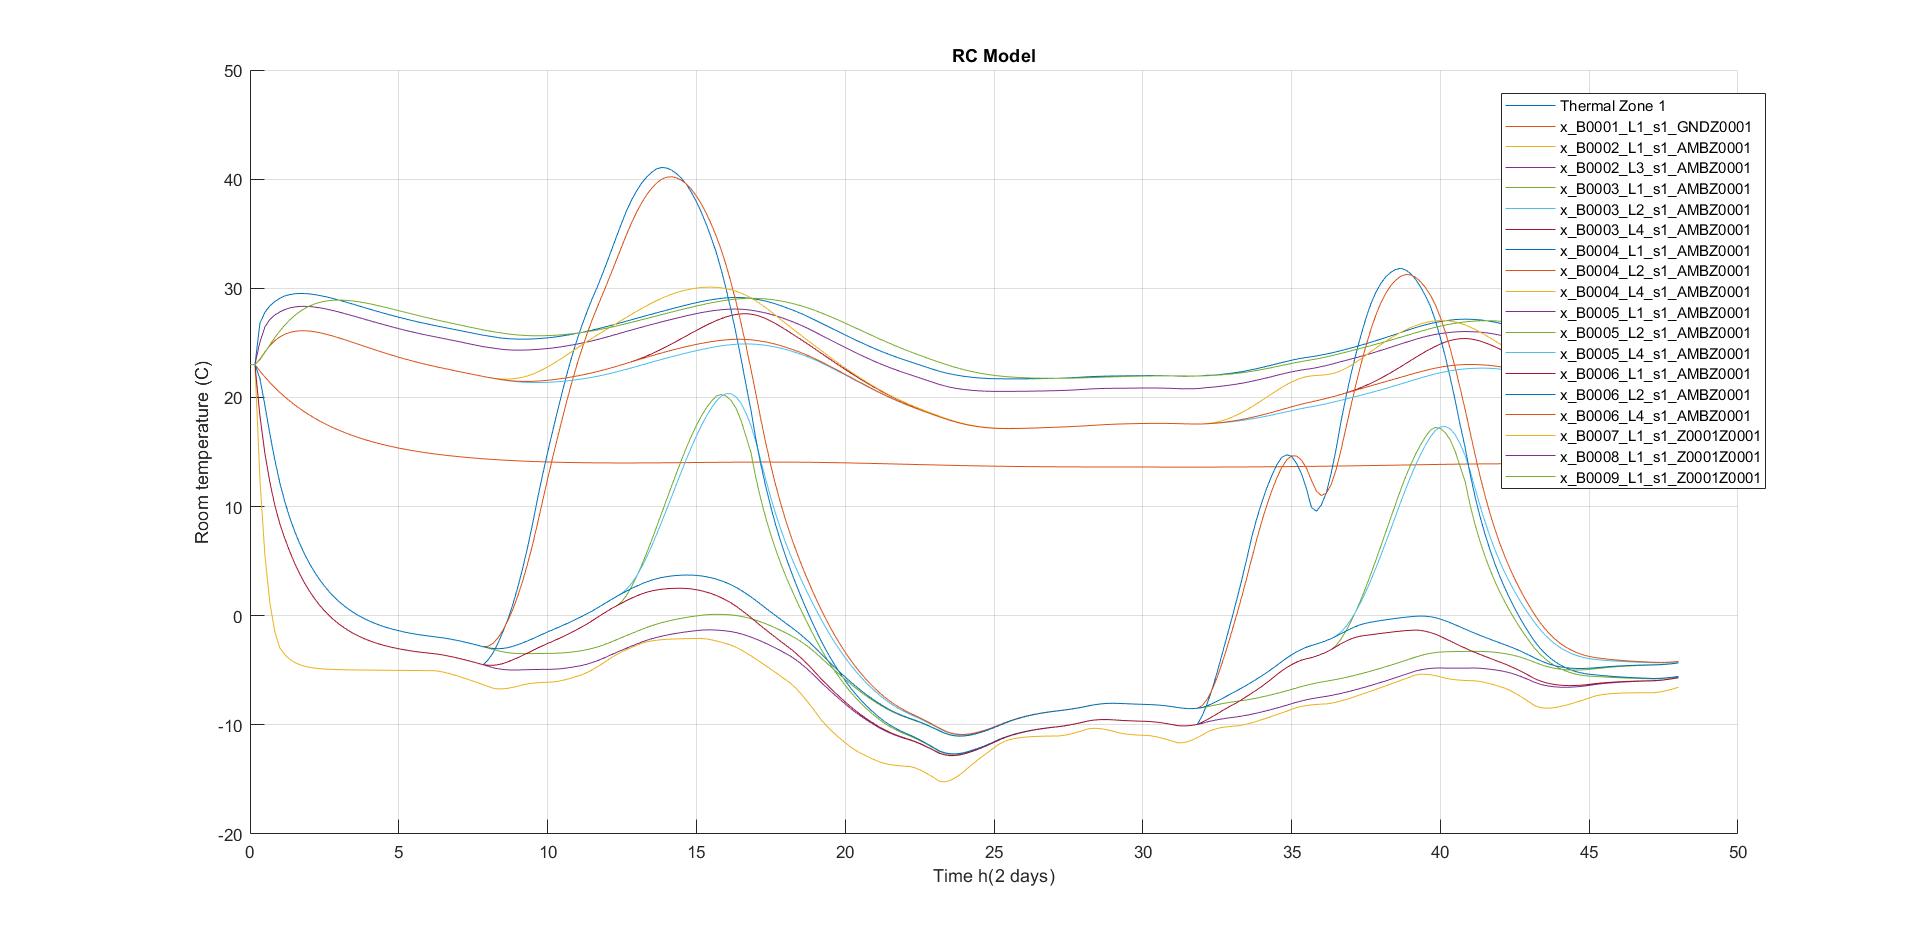 RC Model
50
40
30
20
10
0
-10
-20
Room temperature (C)
0 5 10 15 20 25 30 35 40 45 50
Time h(2 days)
Thermal Zone 1
x_B0001_L1_s1_GNDZ0001
x_B0002_L1_s1_AMBZ0001
x_B0002_L3_s1_AMBZ0001
x_B0003_L1_s1_AMBZ0001
x_B0003_L2_s1_AMBZ0001
x_B0003_L4_s1_AMBZ0001
x_B0004_L1_s1_AMBZ0001
x_B0004_L2_s1_AMBZ0001
x_B0004_L4_s1_AMBZ0001
x_B0005_L1_s1_AMBZ0001
x_B0005_L2_s1_AMBZ0001
x_B0005_L4_s1_AMBZ0001
x_B0006_L1_s1_AMBZ0001
x_B0006_L2_s1_AMBZ0001
x_B0006_L4_s1_AMBZ0001
x_B0007_L1_s1_Z0001Z0001
x_B0008_L1_s1_Z0001Z0001
x_B0009_L1_s1_Z0001Z0001